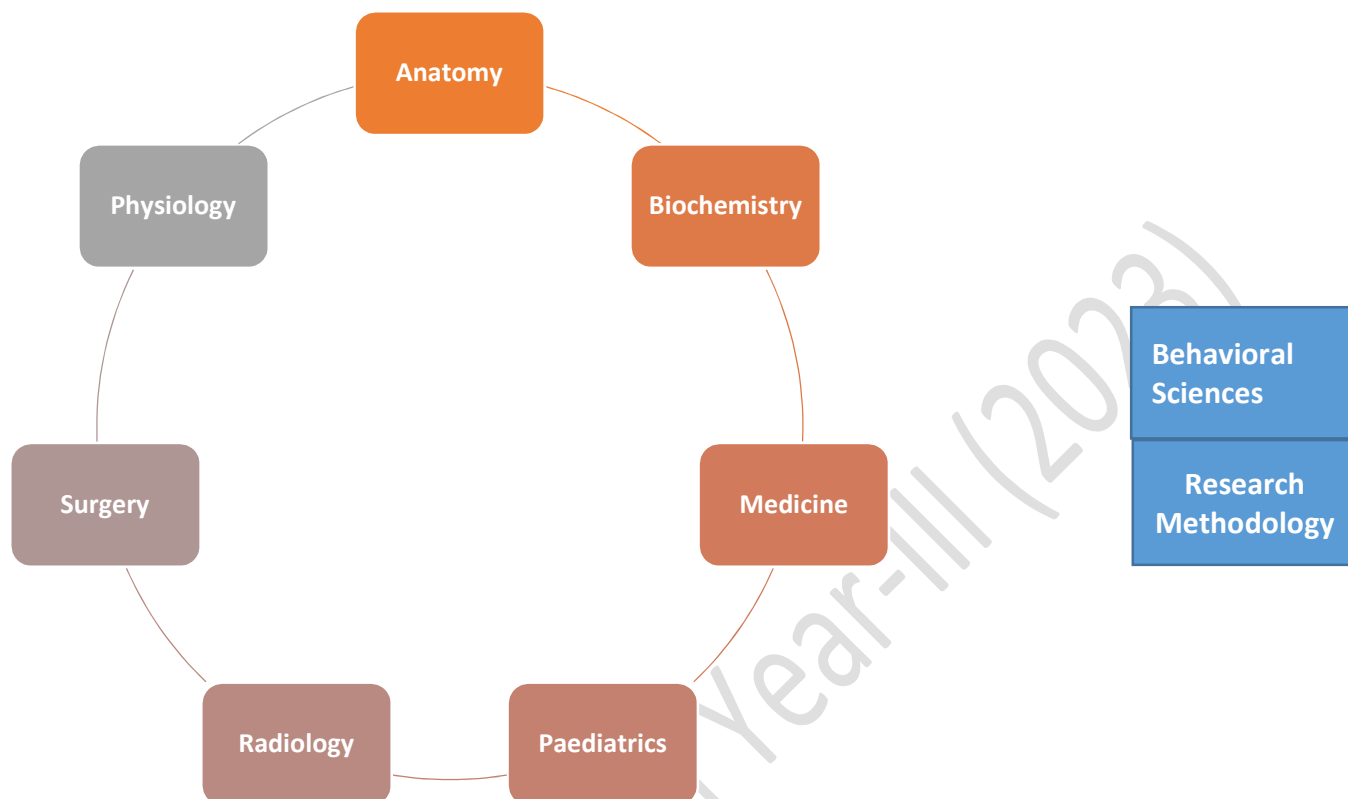 Anatomy
Physiology
Biochemistry
Behavioral
Sciences
Surgery
Medicine
Research
Methodology
Radiology
Paediatrics
Year-III (2023)